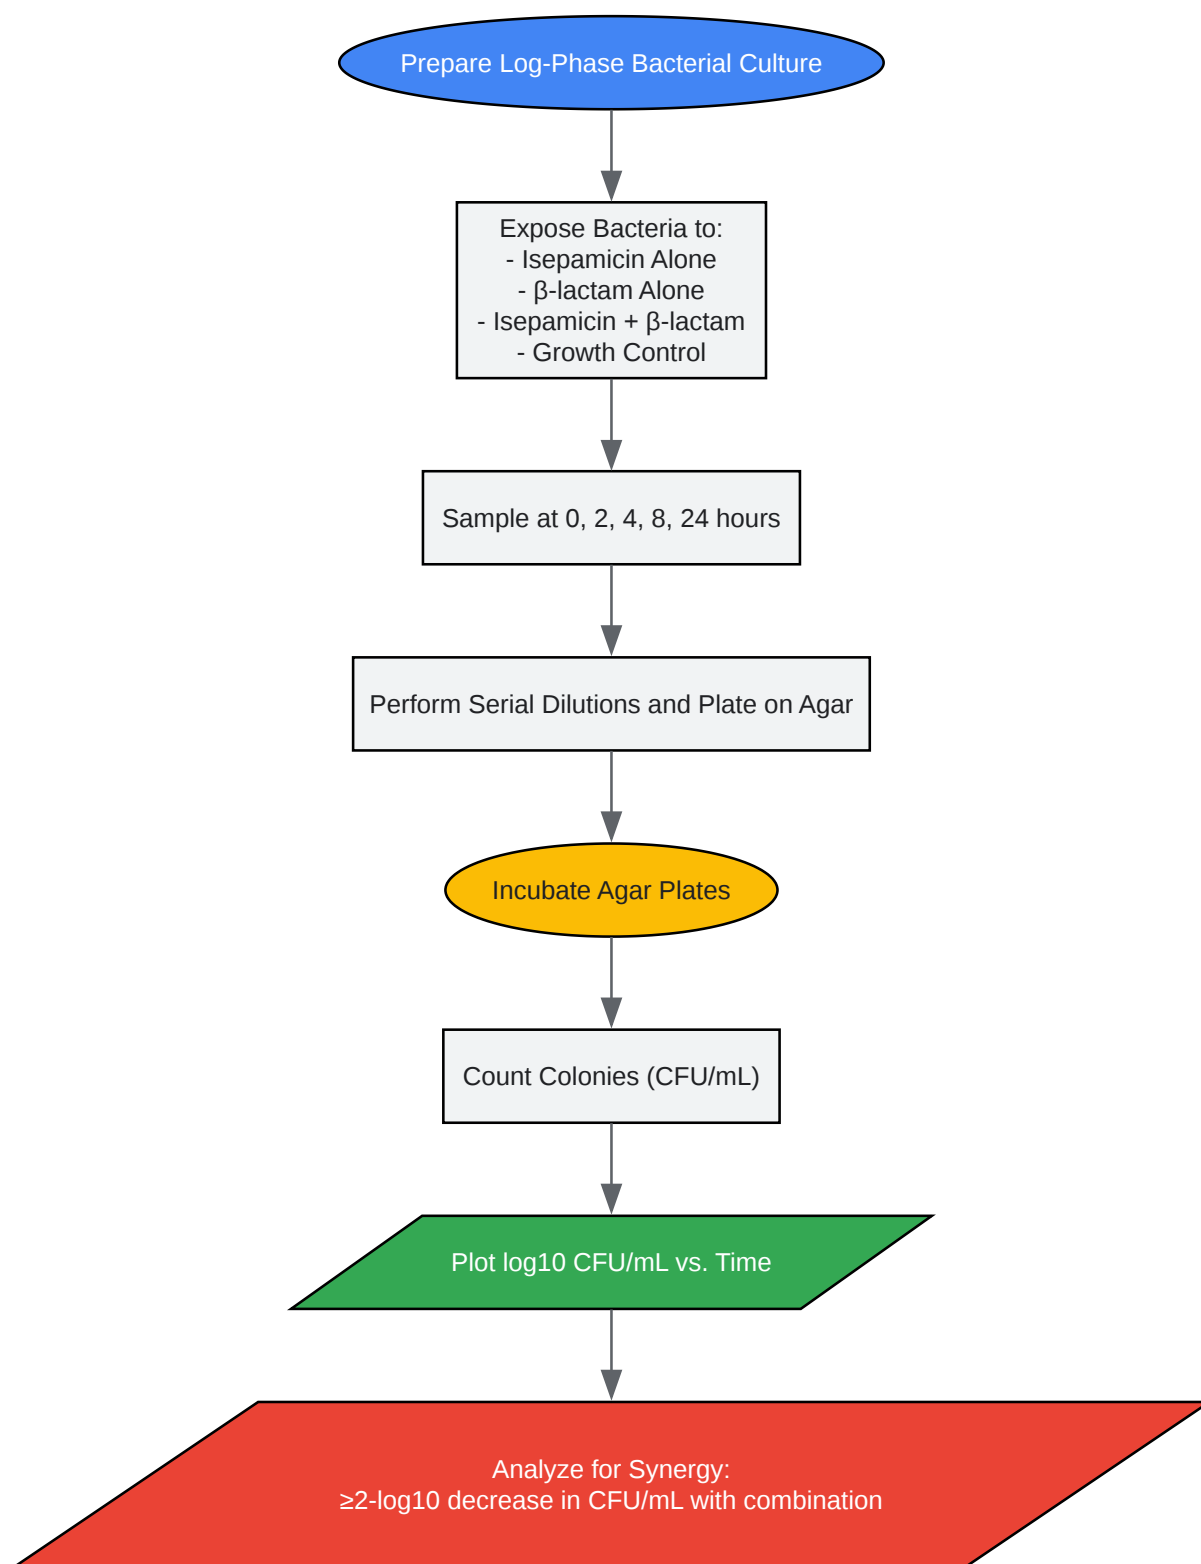 Prepare Log-Phase Bacterial Culture
Expose Bacteria to:
- Isepamicin Alone
- β-lactam Alone
- Isepamicin + β-lactam
- Growth Control
Sample at 0, 2, 4, 8, 24 hours
Perform Serial Dilutions and Plate on Agar
Incubate Agar Plates
Count Colonies (CFU/mL)
Plot log10 CFU/mL vs. Time
Analyze for Synergy:
≥2-log10 decrease in CFU/mL with combination